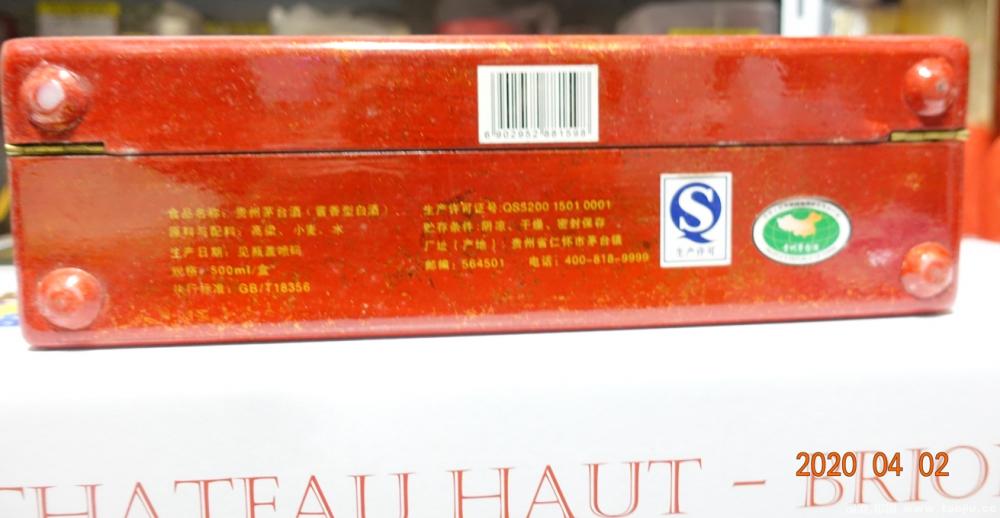 6 902952 881598
食品名称：贵州茅台酒（酱香型白酒）
原料与配料：高粱、小麦、水
生产日期：见瓶盖喷码
规格：500ml/盒
执行标准：GB/T18356
生产许可证号:QS5200 1501 0001
贮存条件:阴凉、干燥、密封保存
厂址（产地）：贵州省仁怀市茅台镇
邮编：564501 电话：400-818-9999
生产许可
CHATEAU HAUT - BRION
2020 04 02